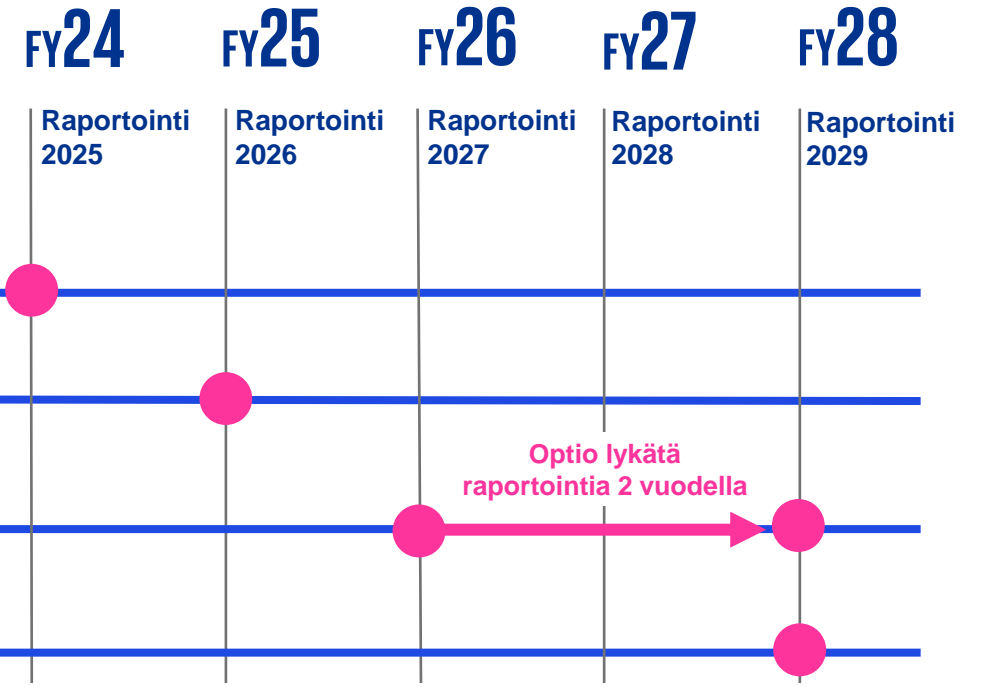 FY24 FY25 FY26 FY27 FY28
Raportointi Raportointi Raportointi Raportointi Raportointi
2025 2026 2027 2028 2029
Optio lykätä
raportointia 2 vuodella